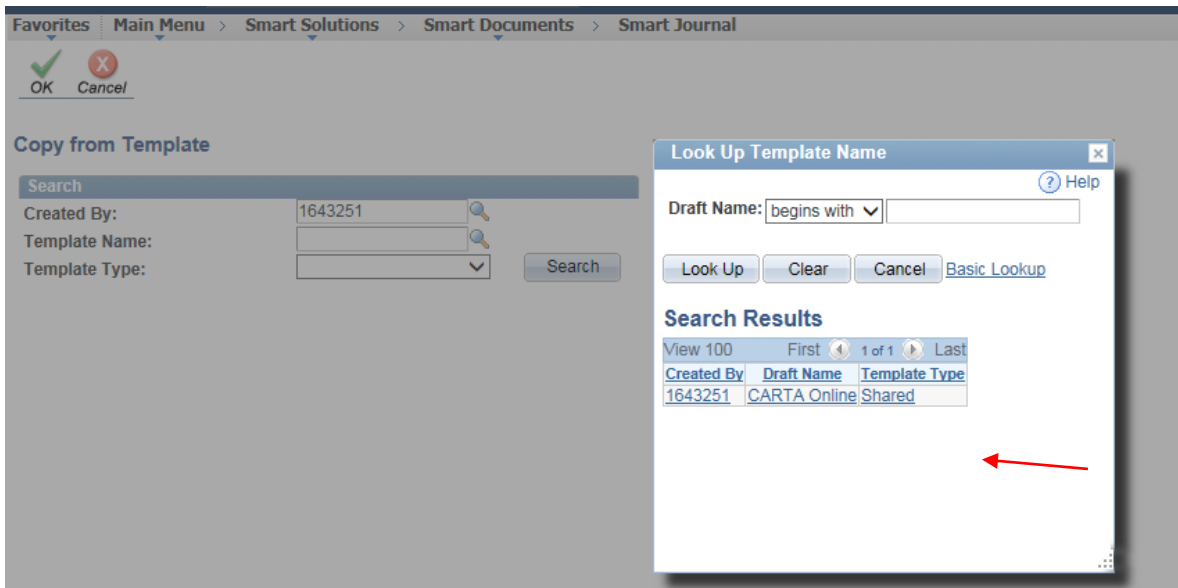 Favorites Main Menu > Smart Solutions > Smart Documents > Smart Journal
OK Cancel
Copy from Template
Search
Created By: 1643251
Template Name:
Template Type: Search
Look Up Template Name
Help
Draft Name: begins with
Look Up Clear Cancel Basic Lookup
Search Results
View 100 First 1 of 1 Last
Created By Draft Name Template Type
1643251 CARTA Online Shared